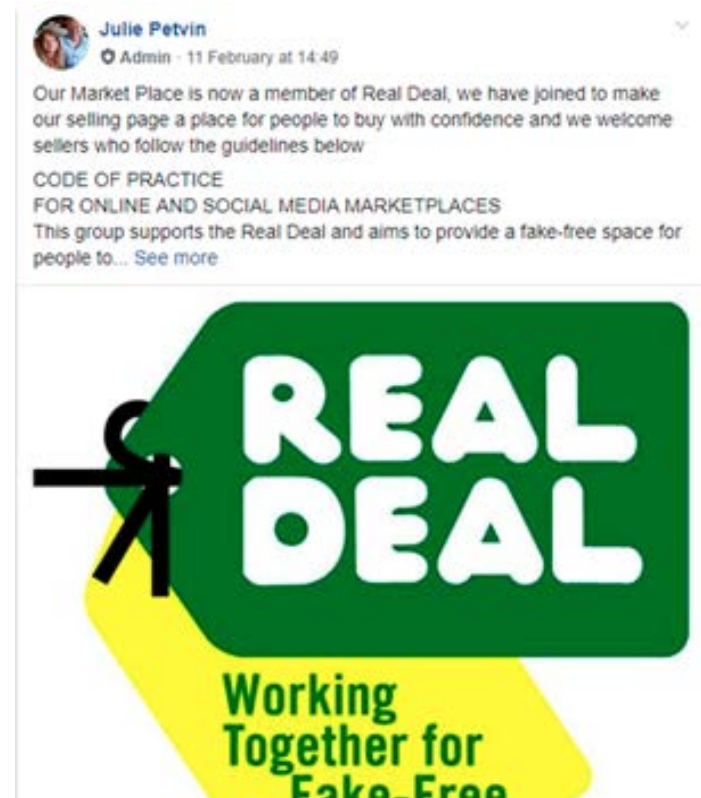 Julie Petvin
Admin · 11 February at 14:49
Our Market Place is now a member of Real Deal, we have joined to make
our selling page a place for people to buy with confidence and we welcome
sellers who follow the guidelines below
CODE OF PRACTICE
FOR ONLINE AND SOCIAL MEDIA MARKETPLACES
This group supports the Real Deal and aims to provide a fake-free space for
people to... See more
REAL
DEAL
Working
Together for
Fake-Free